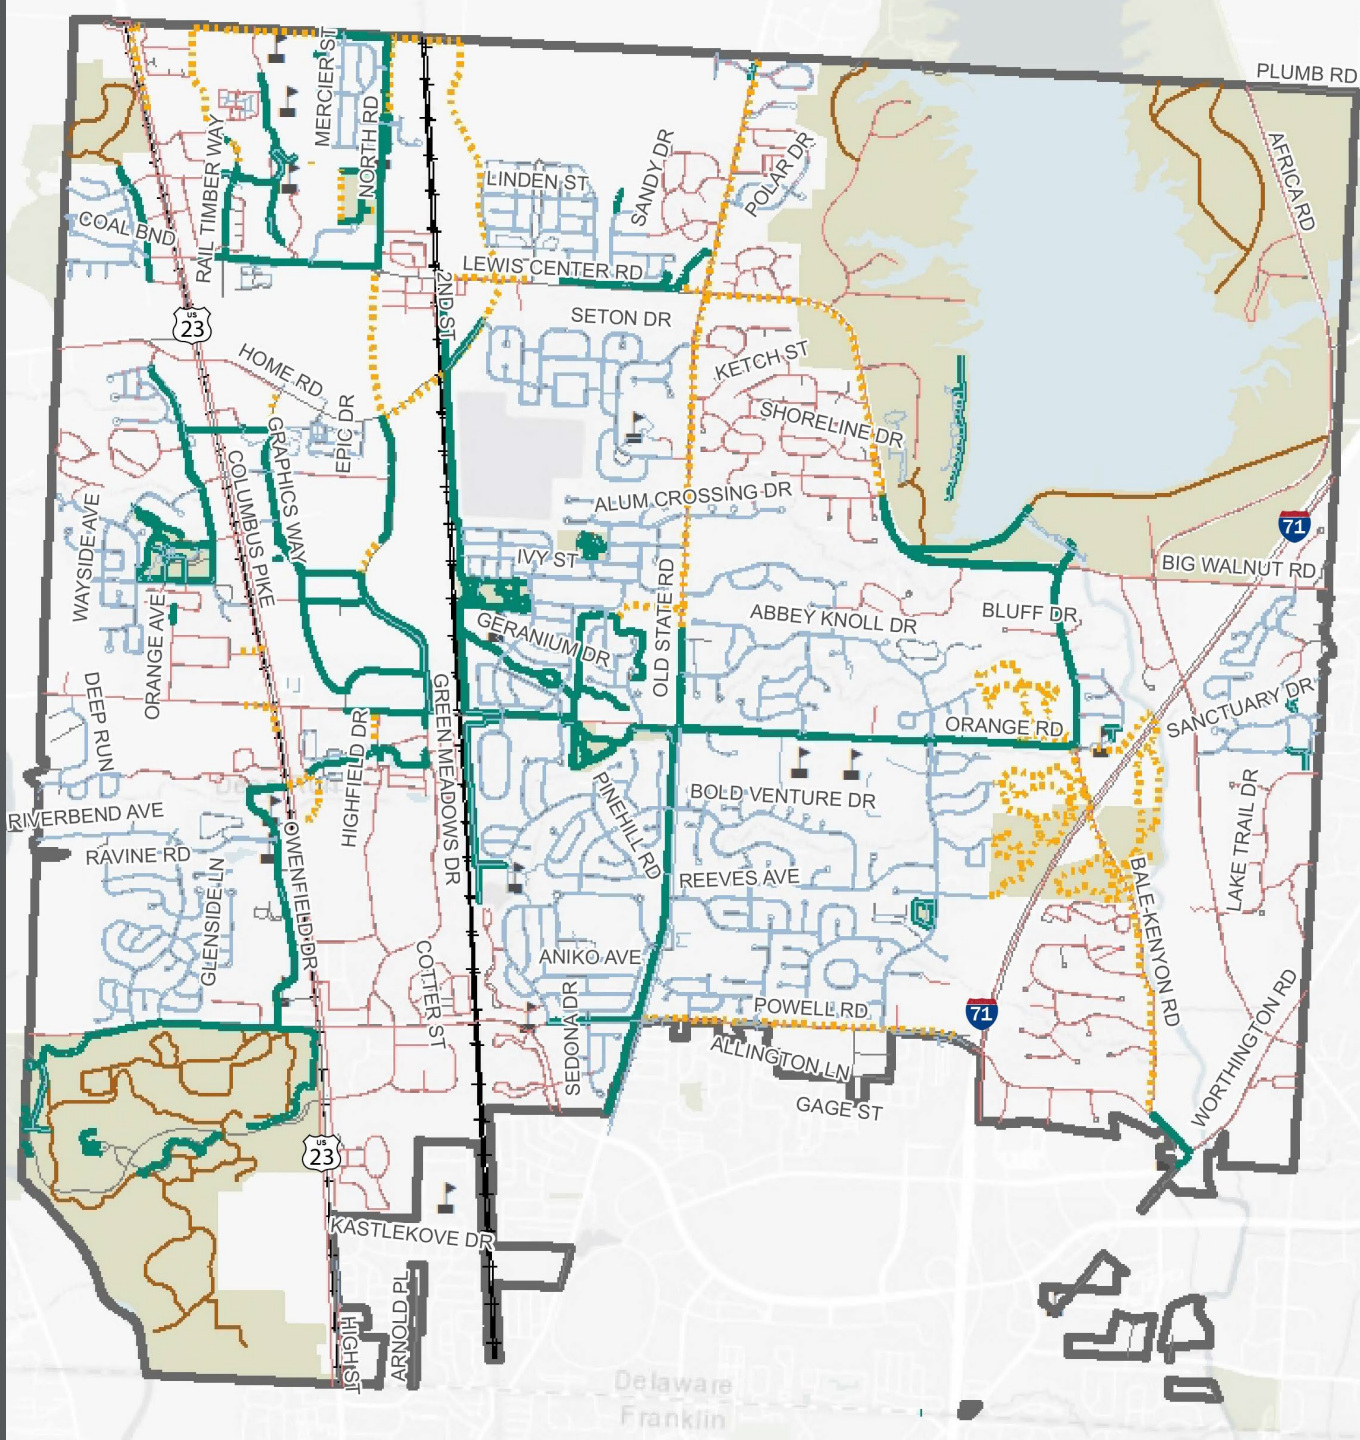 PLUMB RD
MERCIER ST
NORTH RD
RAIL TIMBER WAY
LINDEN ST
SANDY DR
POLAR DR
AFRICA RD
COAL BND
LEWIS CENTER RD
2ND ST
US
23
SETON DR
HOME RD
KETCH ST
EPIC DR
SHORELINE DR
GRAPHICS WAY
COLUMBUS PIKE
ALUM CROSSING DR
WAYSIDE AVE
IVY ST
71
BIG WALNUT RD
ORANGE AVE
GERANIUM DR
OLD STATE RD
ABBEY KNOLL DR
BLUFF DR
DEEP RUN
GREEN MEADOWS DR
HIGHFIELD DR
ORANGE RD
SANCTUARY DR
RIVERBEND AVE
PINEHILL RD
BOLD VENTURE DR
RAVINE RD
OWENFIELD DR
GLENSIDE LN
REEVES AVE
BALE-KENYON RD
LAKE TRAIL DR
COTTER ST
ANIKO AVE
SEDONA DR
POWELL RD
71
WORTHINGTON RD
ALLINGTON LN
GAGE ST
US
23
KASTLEKOVE DR
ARNOLD PL
HIGH ST
Delaware
Franklin